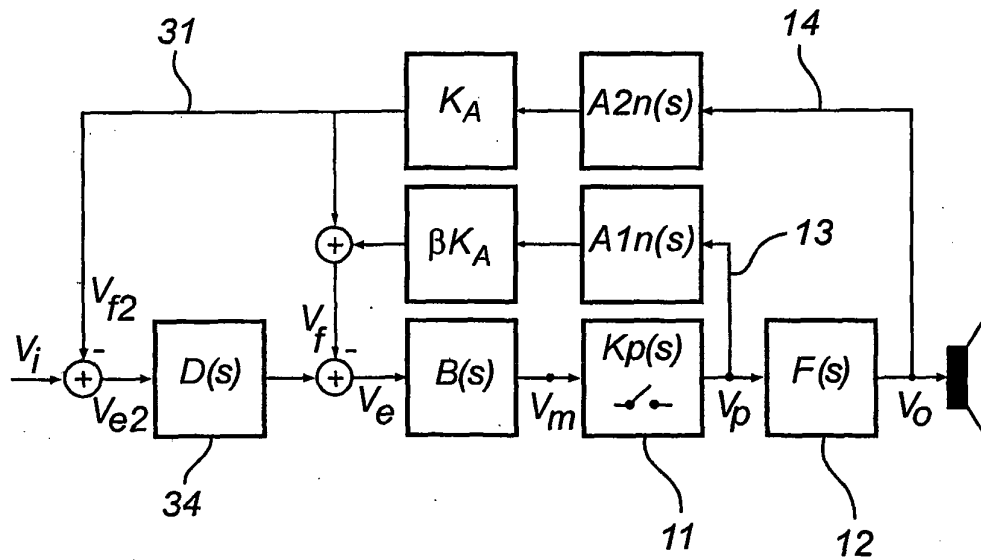 31
14
K_A
A2n(s)
+
βK_A
A1n(s)
13
V_f2
V_f
-
-
V_i
+
D(s)
+
B(s)
Kp(s)
F(s)
V_e2
V_e
V_m
V_p
V_o
34
11
12